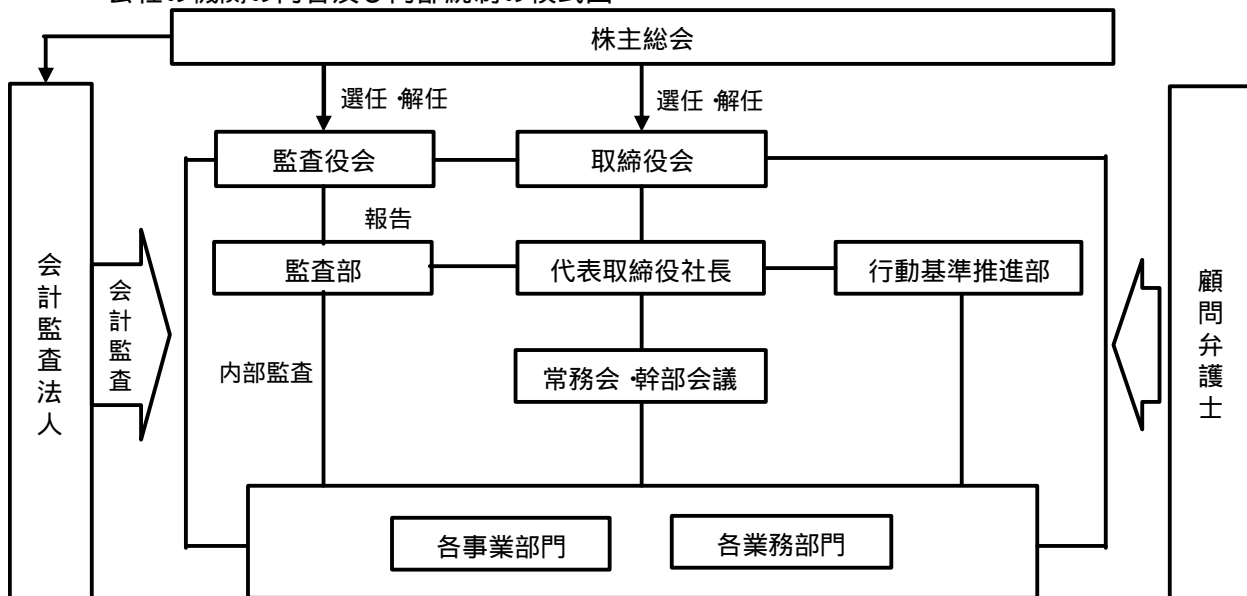 株主総会
選任・解任
選任・解任
監査役会
取締役会
報告
監査部
代表取締役社長
行動基準推進部
会計監査法人
会計監査
顧問弁護士
内部監査
常務会・幹部会議
各事業部門
各業務部門